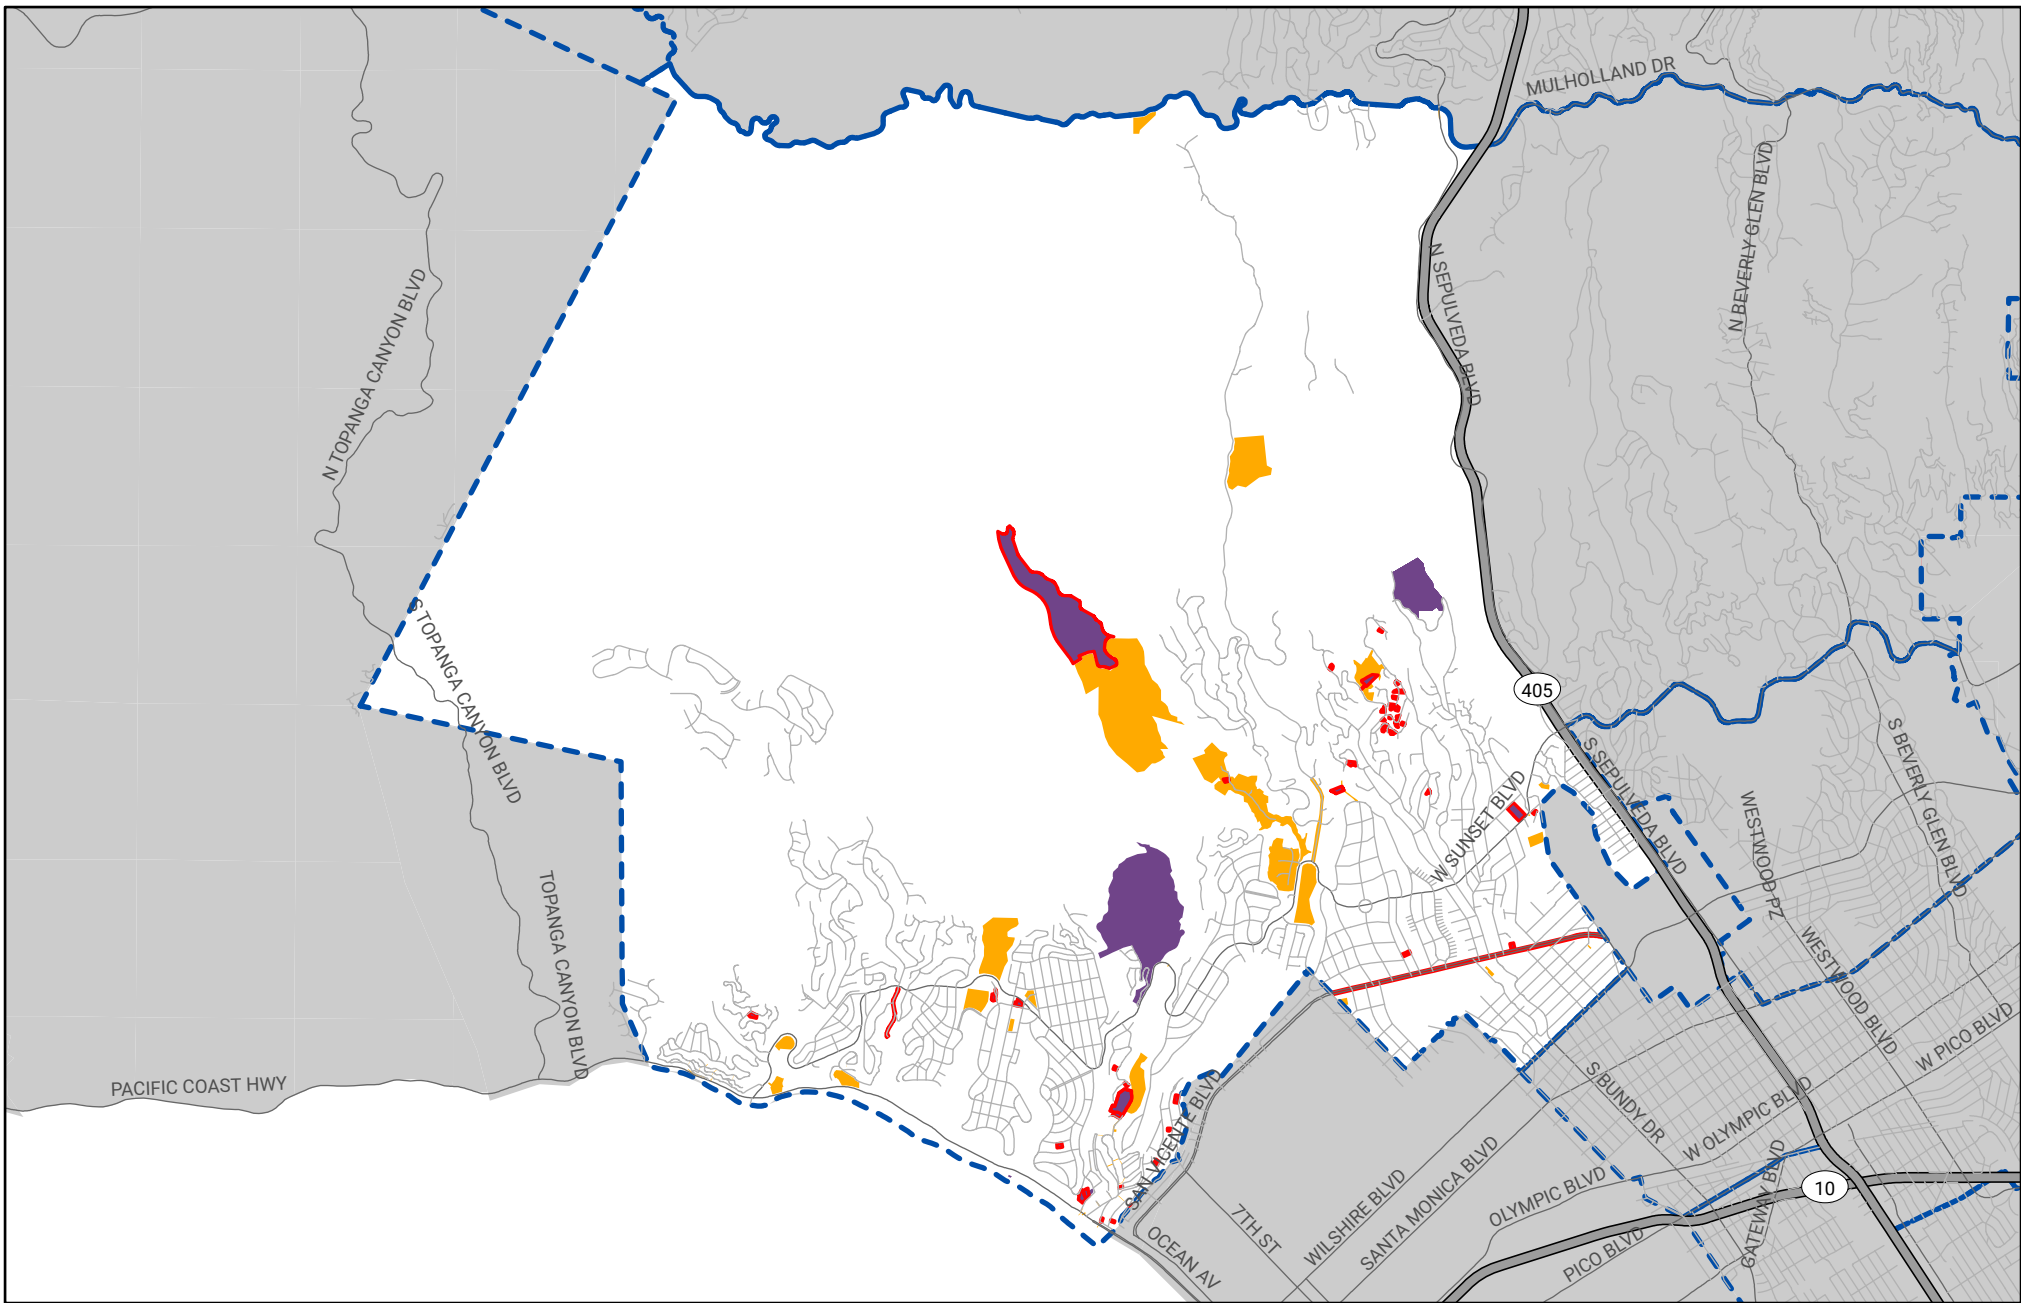 MULHOLLAND DR
N BEVERLY GLEN BLVD
N SEPULVEDA BLVD
N TOPANGA CANYON BLVD
S TOPANGA CANYON BLVD
405
S SEPULVEDA BLVD
S BEVERLY GLEN BLVD
W SUNSET BLVD
WESTWOOD PZ
TOPANGA CANYON BLVD
WESTWOOD BLVD
PACIFIC COAST HWY
W PICO BLVD
S BUNDY DR
SAN VICENTE BLVD
W OLYMPIC BLVD
10
WILSHIRE BLVD
SANTA MONICA BLVD
OLYMPIC BLVD
GATEWAY BLVD
7TH ST
OCEAN AV
PICO BLVD